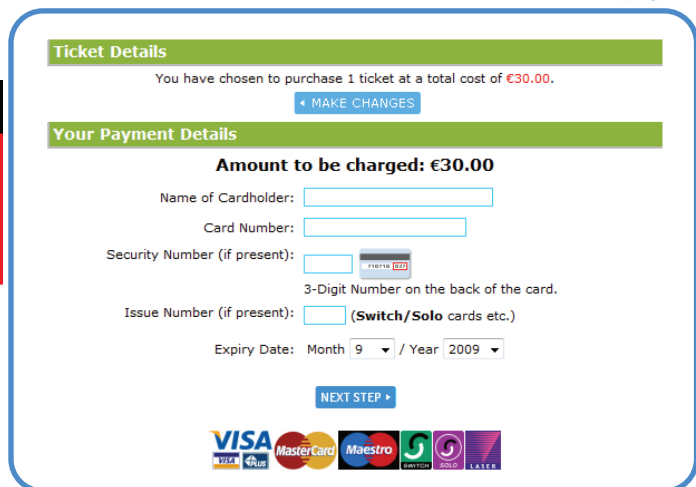 Ticket Details
You have chosen to purchase 1 ticket at a total cost of €30.00.
MAKE CHANGES
Your Payment Details
Amount to be charged: €30.00
Name of Cardholder:
Card Number:
Security Number (if present):
710710 037
3-Digit Number on the back of the card.
Issue Number (if present): (Switch/Solo cards etc.)
Expiry Date: Month 9 / Year 2009
NEXT STEP
VISA MasterCard Maestro SWITCH SOLO LASER
VISA PLUS